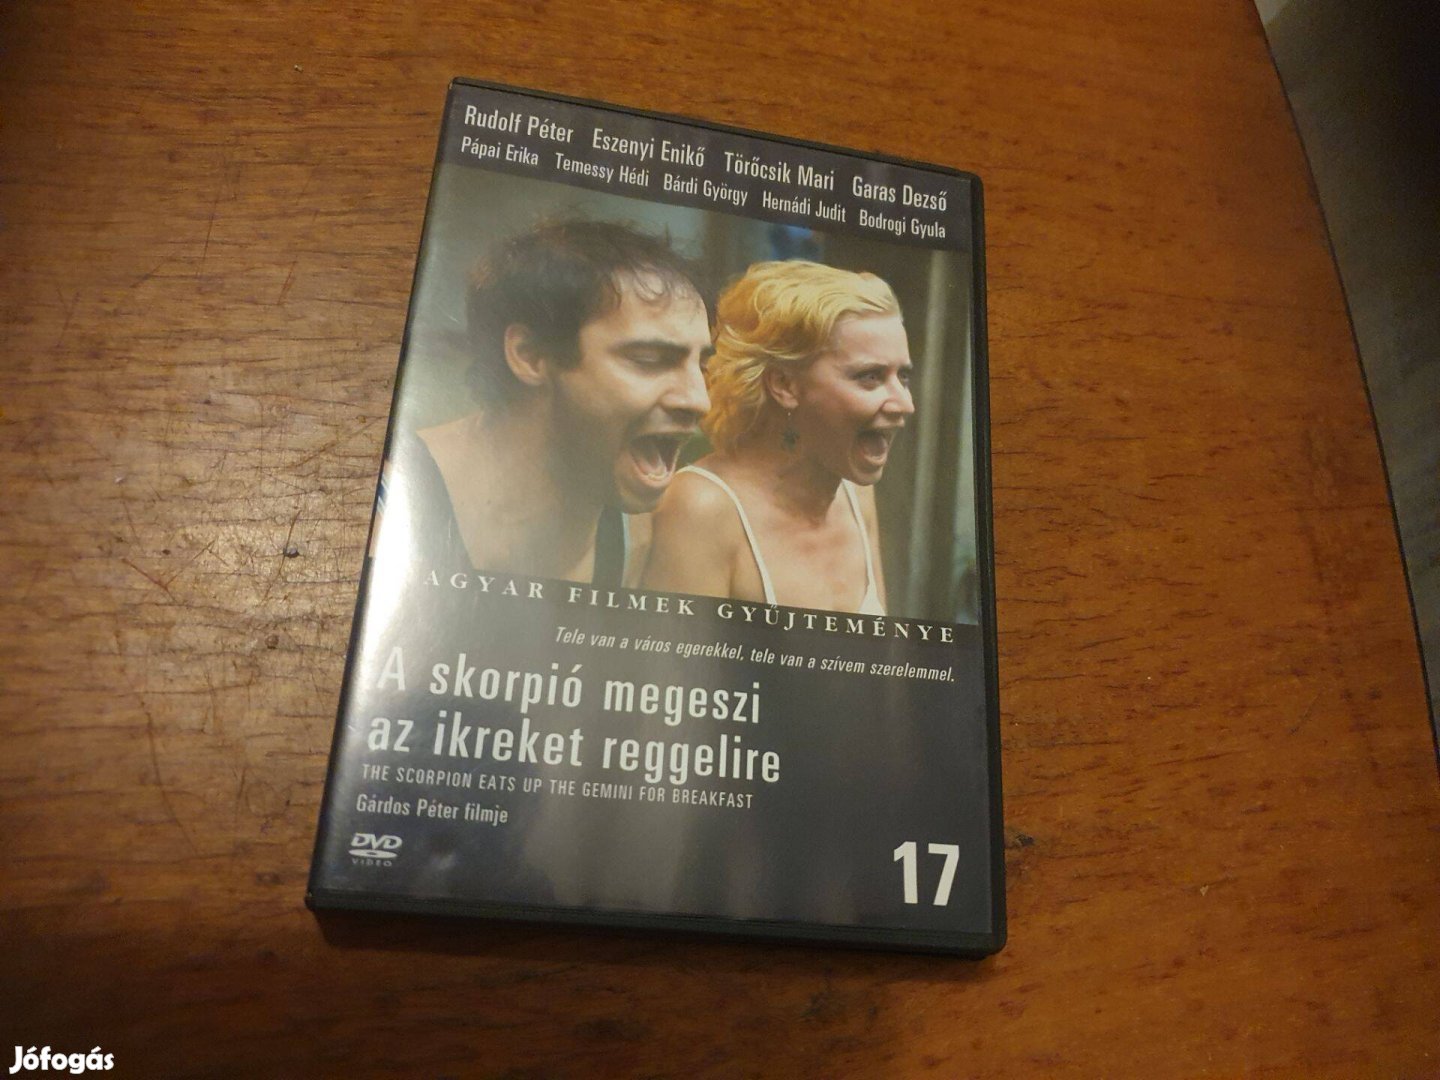 Rudolf Péter Eszenyi Enikő Törőcsik Mari Garas Dezső
Pápai Erika Temessy Hédi Bárdi György Hernádi Judit Bodrogi Gyula
AGYAR FILMEK GYŰJTEMÉNYE
Tele van a város egerekkel, tele van a szívem szerelemmel.
A skorpió megeszi
az ikreket reggelire
THE SCORPION EATS UP THE GEMINI FOR BREAKFAST
Gárdos Péter filmje
DVD
VIDEO
17
Jófogás